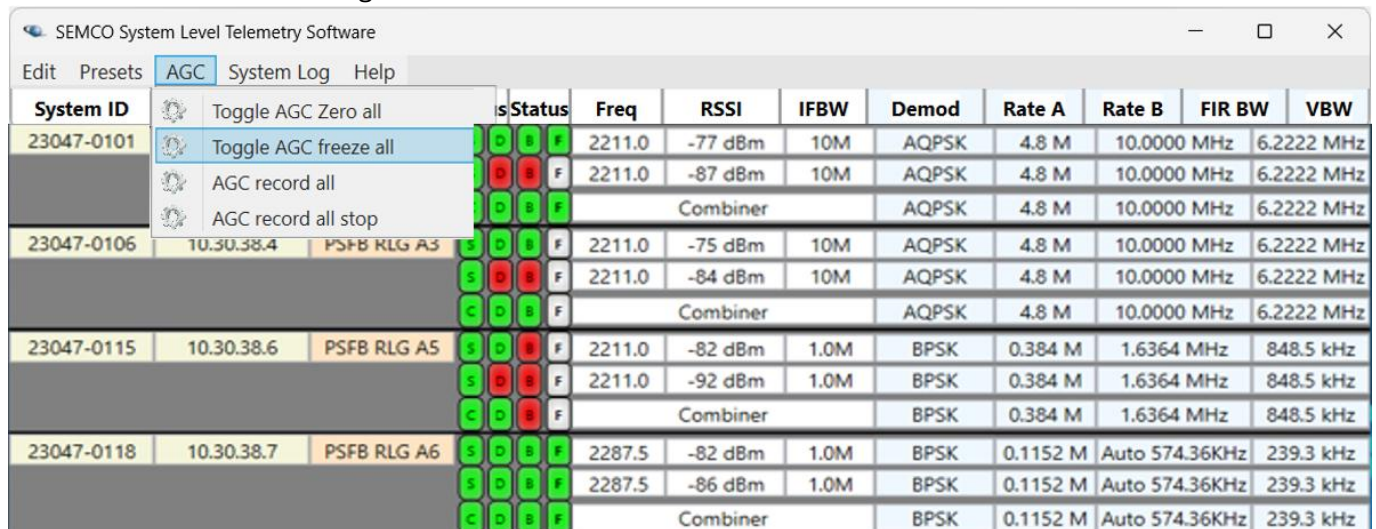 SEMCO System Level Telemetry Software
Edit Presets AGC System Log Help
System ID Status Freq RSSI IFBW Demod Rate A Rate B FIR BW VBW
Toggle AGC Zero all
Toggle AGC freeze all
AGC record all
AGC record all stop
23047-0101 D B F 2211.0 -77 dBm 10M AQPSK 4.8 M 10.0000 MHz 6.2222 MHz
D B F 2211.0 -87 dBm 10M AQPSK 4.8 M 10.0000 MHz 6.2222 MHz
D B F Combiner AQPSK 4.8 M 10.0000 MHz 6.2222 MHz
23047-0106 10.30.38.4 PSFB RLG A3 S D B F 2211.0 -75 dBm 10M AQPSK 4.8 M 10.0000 MHz 6.2222 MHz
S D B F 2211.0 -84 dBm 10M AQPSK 4.8 M 10.0000 MHz 6.2222 MHz
C D B F Combiner AQPSK 4.8 M 10.0000 MHz 6.2222 MHz
23047-0115 10.30.38.6 PSFB RLG A5 S D B F 2211.0 -82 dBm 1.0M BPSK 0.384 M 1.6364 MHz 848.5 kHz
S D B F 2211.0 -92 dBm 1.0M BPSK 0.384 M 1.6364 MHz 848.5 kHz
C D B F Combiner BPSK 0.384 M 1.6364 MHz 848.5 kHz
23047-0118 10.30.38.7 PSFB RLG A6 S D B F 2287.5 -82 dBm 1.0M BPSK 0.1152 M Auto 574.36KHz 239.3 kHz
S D B F 2287.5 -86 dBm 1.0M BPSK 0.1152 M Auto 574.36KHz 239.3 kHz
C D B F Combiner BPSK 0.1152 M Auto 574.36KHz 239.3 kHz